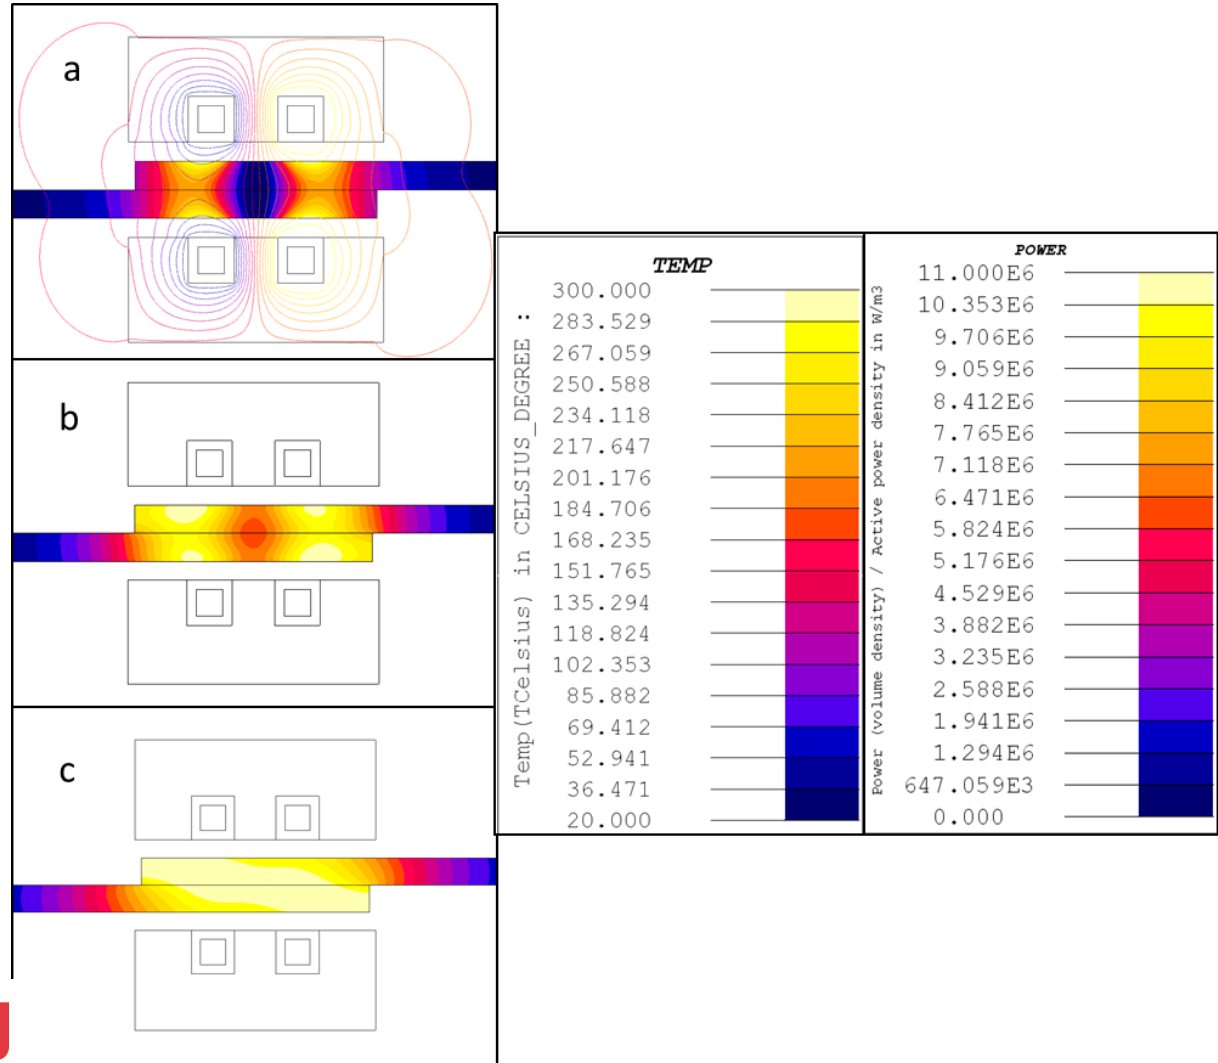 a
b
c
TEMP
Temp(TCelsius) in CELSIUS_DEGREE :
300.000
283.529
267.059
250.588
234.118
217.647
201.176
184.706
168.235
151.765
135.294
118.824
102.353
85.882
69.412
52.941
36.471
20.000
POWER
Power (volume density) / Active power density in W/m3
11.000E6
10.353E6
9.706E6
9.059E6
8.412E6
7.765E6
7.118E6
6.471E6
5.824E6
5.176E6
4.529E6
3.882E6
3.235E6
2.588E6
1.941E6
1.294E6
647.059E3
0.000